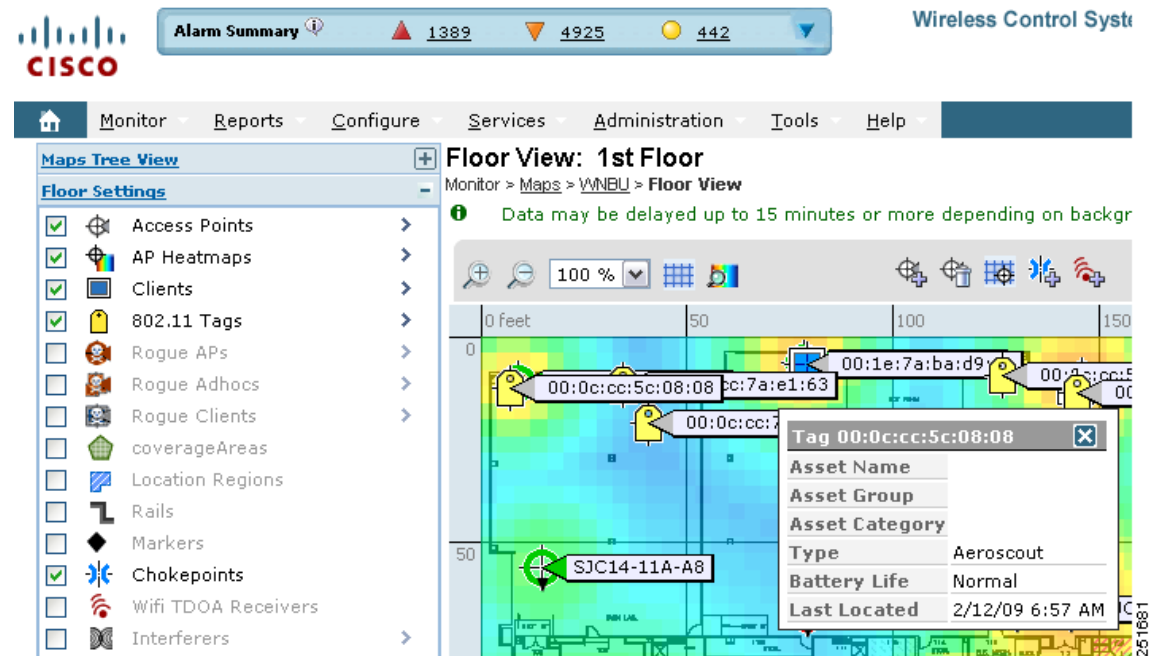 Alarm Summary 1389 4925 442
Wireless Control Syste
CISCO
Monitor Reports Configure Services Administration Tools Help
Maps Tree View
Floor Settings
Access Points
AP Heatmaps
Clients
802.11 Tags
Rogue APs
Rogue Adhocs
Rogue Clients
coverageAreas
Location Regions
Rails
Markers
Chokepoints
Wifi TDOA Receivers
Interferers
Floor View: 1st Floor
Monitor > Maps > WNBU > Floor View
Data may be delayed up to 15 minutes or more depending on backgr
100 %
0 feet 50 100 150
0
00:1e:7a:ba:d9
00:0c:cc:5c:08:08
cc:7a:e1:63
00:0c:cc:7
Tag 00:0c:cc:5c:08:08
Asset Name
Asset Group
Asset Category
Type Aeroscout
Battery Life Normal
Last Located 2/12/09 6:57 AM
50
SJC14-11A-A8
251681